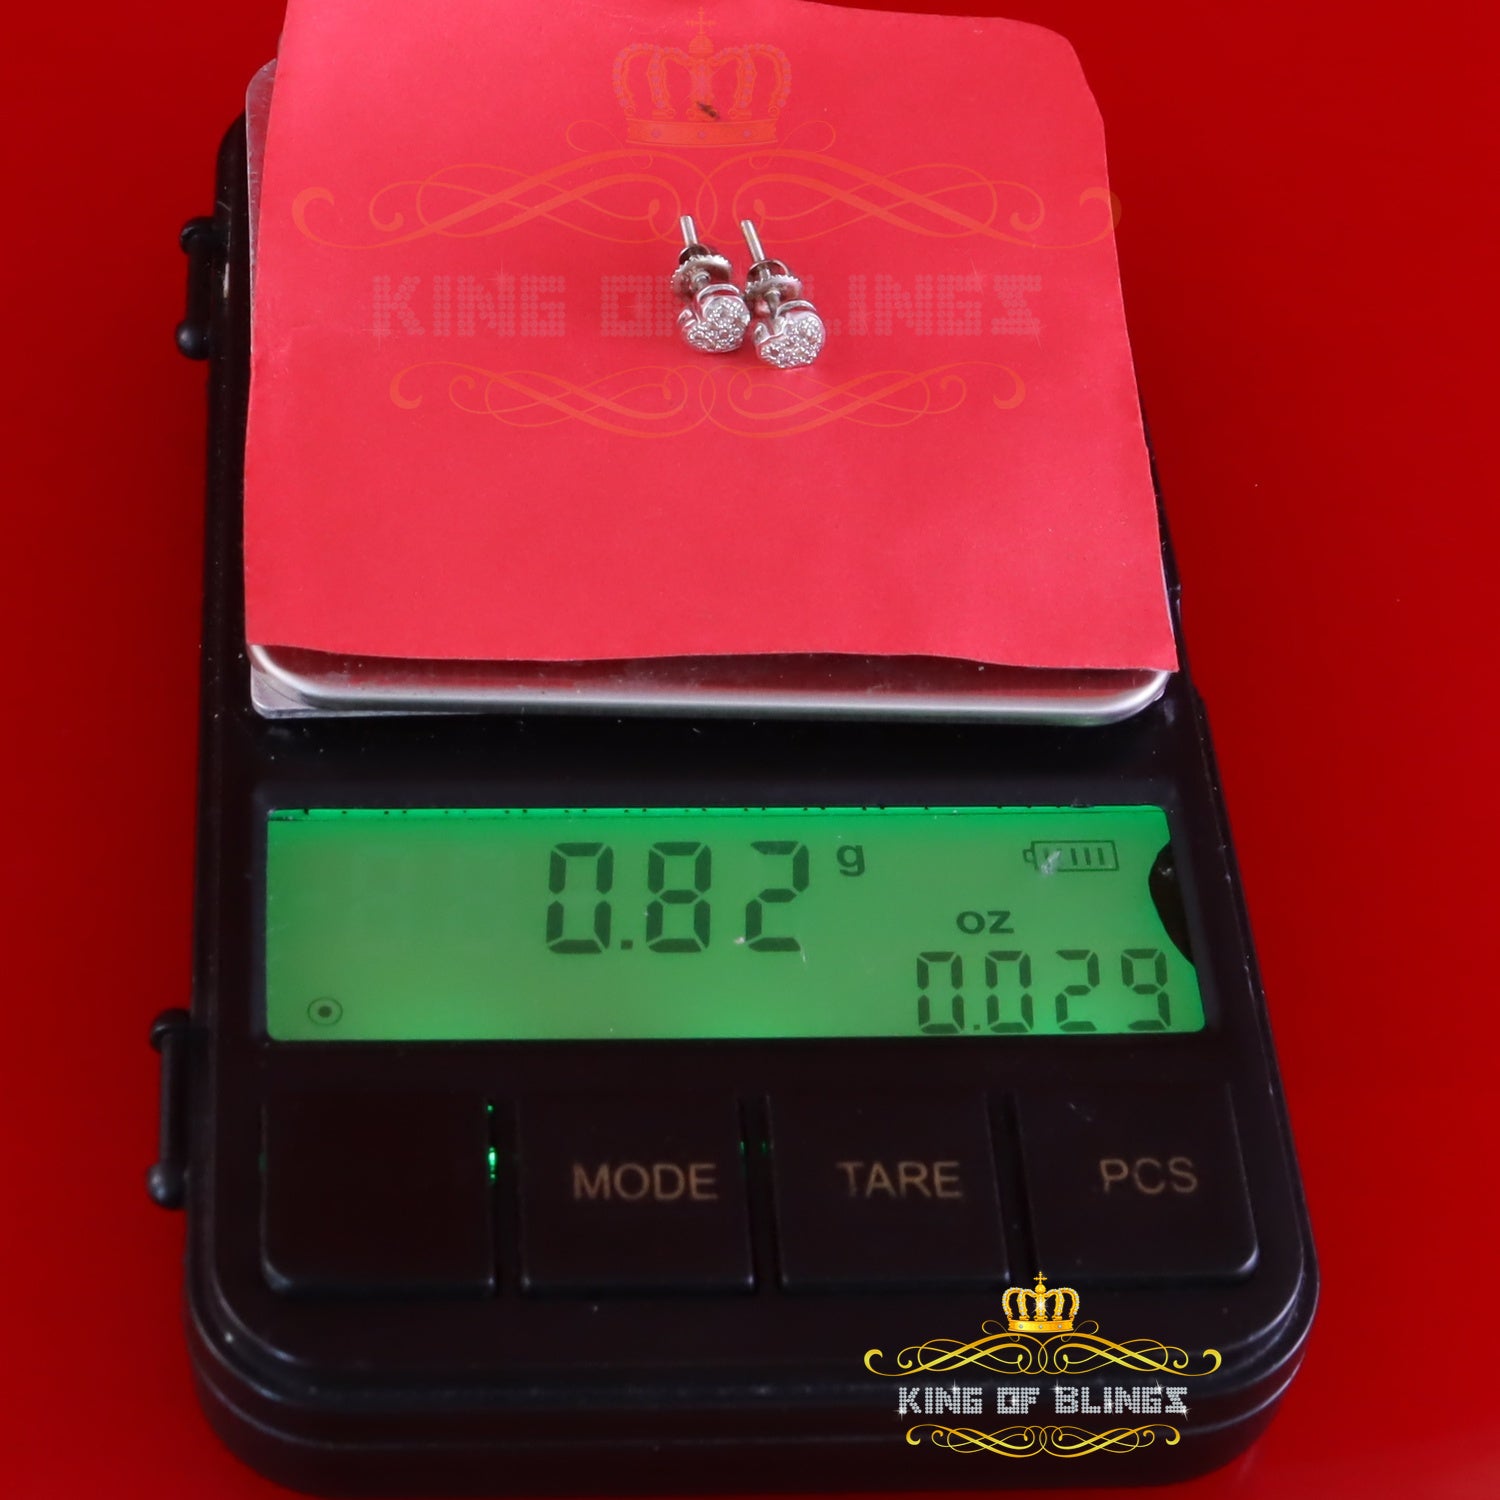 KING OF BLINGS
0.82 g
oz
0.029
MODE TARE PCS
KING OF BLINGS